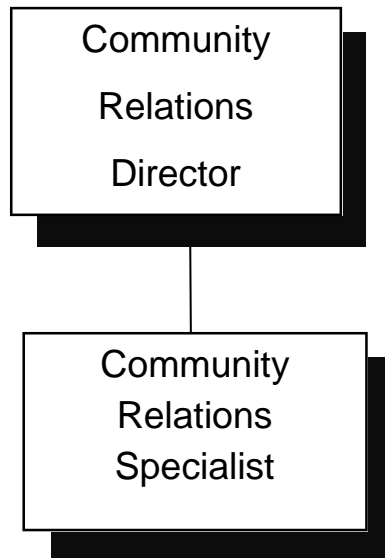 Community
Relations
Director
Community
Relations
Specialist